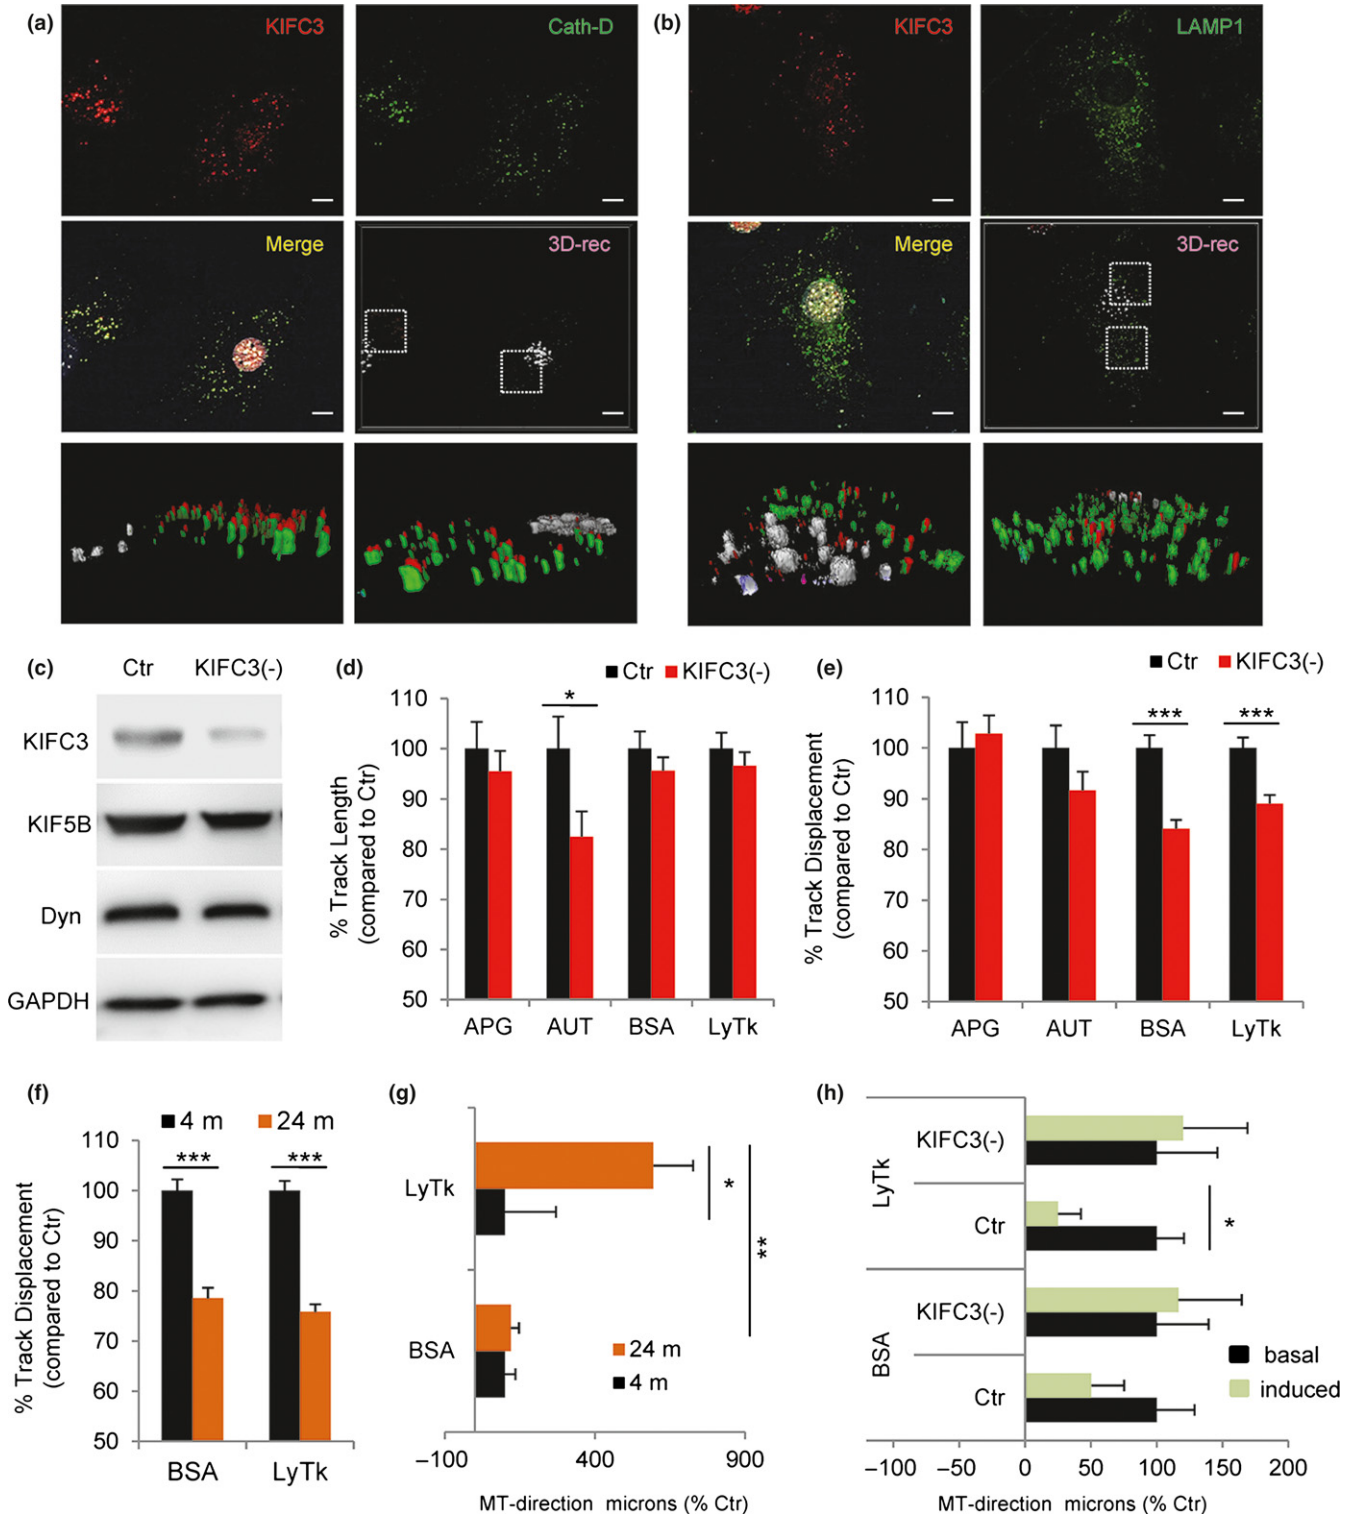 (a)
KIFC3
Cath-D
(b)
KIFC3
LAMP1
Merge
3D-rec
Merge
3D-rec
(c)
Ctr
KIFC3(-)
KIFC3
KIF5B
Dyn
GAPDH
(d)
Ctr
KIFC3(-)
*
110
100
90
80
70
60
50
% Track Length
(compared to Ctr)
APG
AUT
BSA
LyTk
(e)
Ctr
KIFC3(-)
***
***
110
100
90
80
70
60
50
% Track Displacement
(compared to Ctr)
APG
AUT
BSA
LyTk
(f)
4 m
24 m
***
***
110
100
90
80
70
60
50
% Track Displacement
(compared to Ctr)
BSA
LyTk
(g)
LyTk
BSA
*
**
24 m
4 m
–100
400
900
MT-direction microns (% Ctr)
(h)
LyTk
KIFC3(-)
Ctr
*
BSA
KIFC3(-)
Ctr
basal
induced
–100
–50
0
50
100
150
200
MT-direction microns (% Ctr)